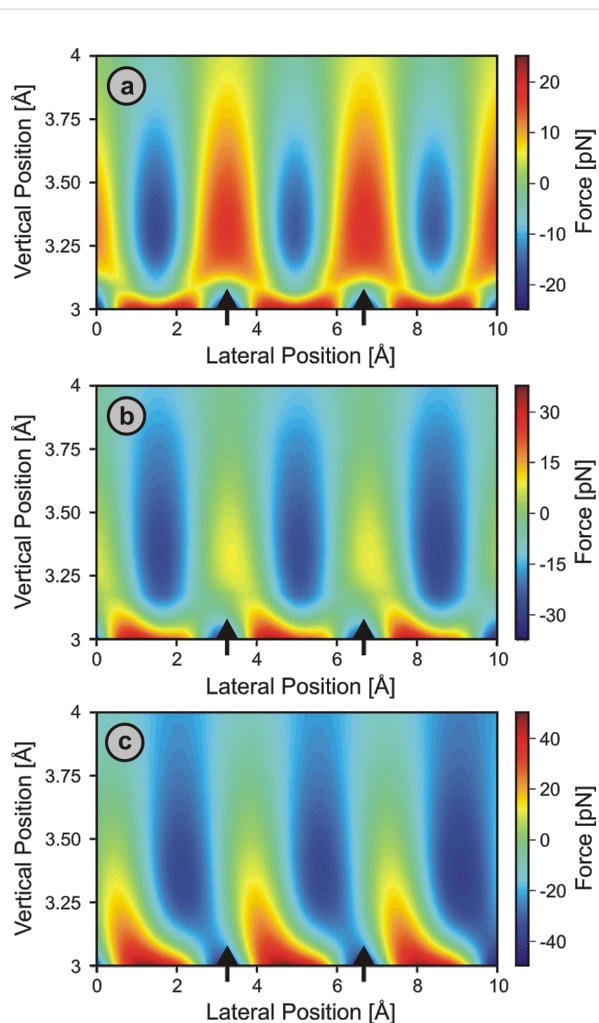 a
4
3.75
3.50
3.25
3
0 2 4 6 8 10
Vertical Position [Å]
Lateral Position [Å]
20
10
0
-10
-20
Force [pN]
b
4
3.75
3.50
3.25
3
0 2 4 6 8 10
Vertical Position [Å]
Lateral Position [Å]
30
15
0
-15
-30
Force [pN]
c
4
3.75
3.50
3.25
3
0 2 4 6 8 10
Vertical Position [Å]
Lateral Position [Å]
40
20
0
-20
-40
Force [pN]